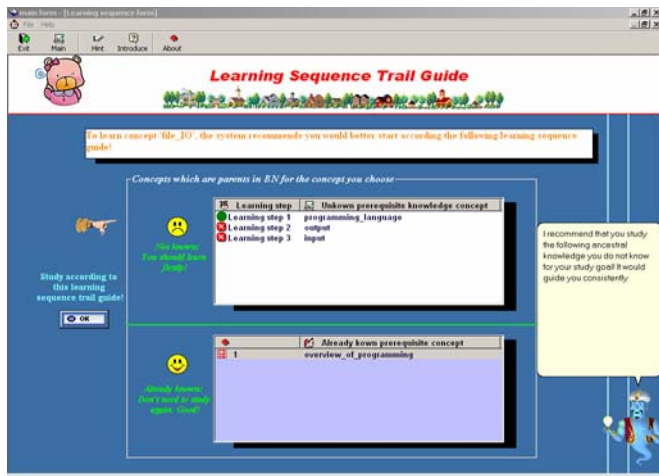 main form - [Learning sequence form]
File Help
Exit Main Hint Introduce About
Learning Sequence Trail Guide
To learn concept 'file_IO', the system recommends you would better start according the following learning sequence
guide!
Concepts which are parents in BN for the concept you choose
Learning step Unkown prerequisite knowledge concept
Learning step 1 programming_language
Learning step 2 output
Learning step 3 input
Not known:
You should learn
firstly!
Study according to
this learning
sequence trail guide!
OK
I recommend that you study
the following ancestral
knowledge you do not know
for your study goal! It would
guide you consistently
Already kown prerequisite concept
1 overview_of_programming
Already known:
Don't need to study
again. Good!